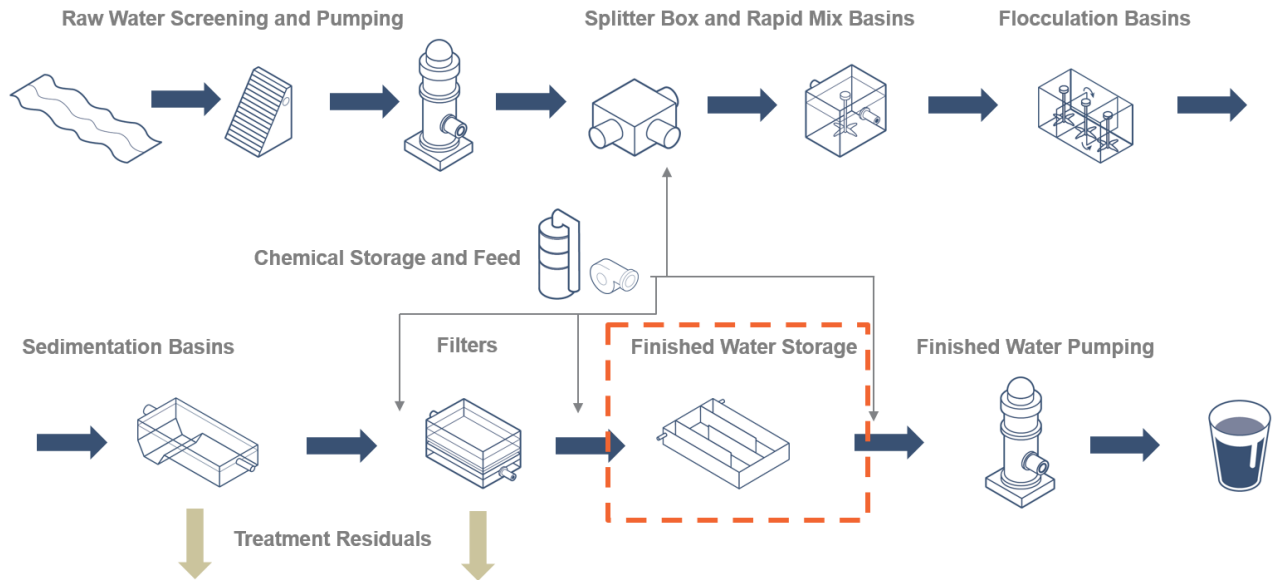 Raw Water Screening and Pumping
Splitter Box and Rapid Mix Basins
Flocculation Basins
Chemical Storage and Feed
Sedimentation Basins
Filters
Finished Water Storage
Finished Water Pumping
Treatment Residuals